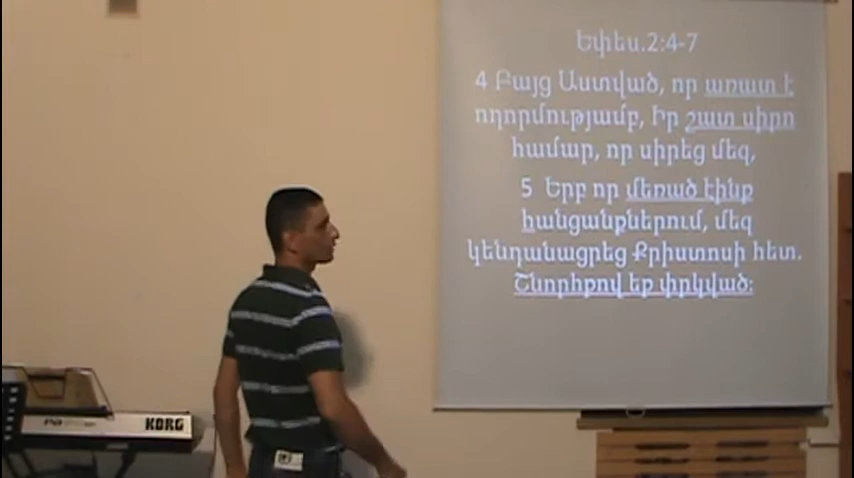 Եփես.2:4-7
4 Բայց Աստված, որ առատ է
ողորմությամբ, Իր շատ սիրո
համար, որ սիրեց մեզ,
5 Երբ որ մեռած էինք
հանցանքներում, մեզ
կենդանացրեց Քրիստոսի հետ.
Շնորհքով եք փրկված:
KORG